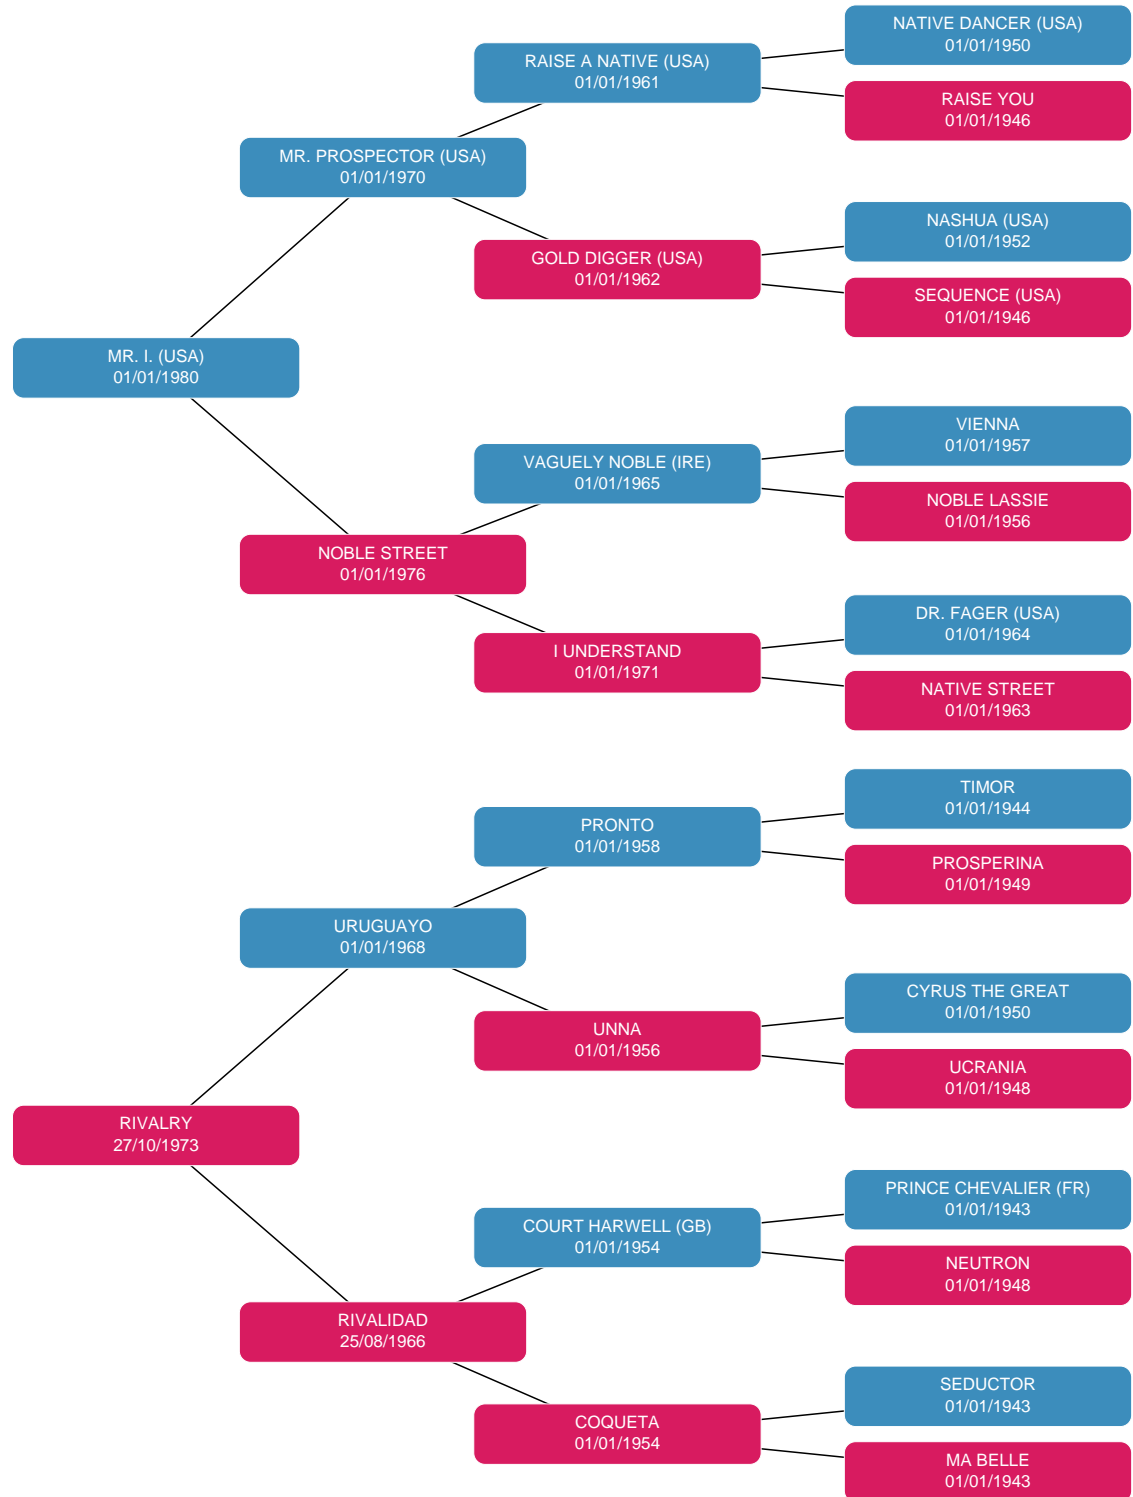 NATIVE DANCER (USA)
01/01/1950
RAISE A NATIVE (USA)
01/01/1961
RAISE YOU
01/01/1946
MR. PROSPECTOR (USA)
01/01/1970
NASHUA (USA)
01/01/1952
GOLD DIGGER (USA)
01/01/1962
SEQUENCE (USA)
01/01/1946
MR. I. (USA)
01/01/1980
VIENNA
01/01/1957
VAGUELY NOBLE (IRE)
01/01/1965
NOBLE LASSIE
01/01/1956
NOBLE STREET
01/01/1976
DR. FAGER (USA)
01/01/1964
I UNDERSTAND
01/01/1971
NATIVE STREET
01/01/1963
TIMOR
01/01/1944
PRONTO
01/01/1958
PROSPERINA
01/01/1949
URUGUAYO
01/01/1968
CYRUS THE GREAT
01/01/1950
UNNA
01/01/1956
UCRANIA
01/01/1948
RIVALRY
27/10/1973
PRINCE CHEVALIER (FR)
01/01/1943
COURT HARWELL (GB)
01/01/1954
NEUTRON
01/01/1948
RIVALIDAD
25/08/1966
SEDUCTOR
01/01/1943
COQUETA
01/01/1954
MA BELLE
01/01/1943